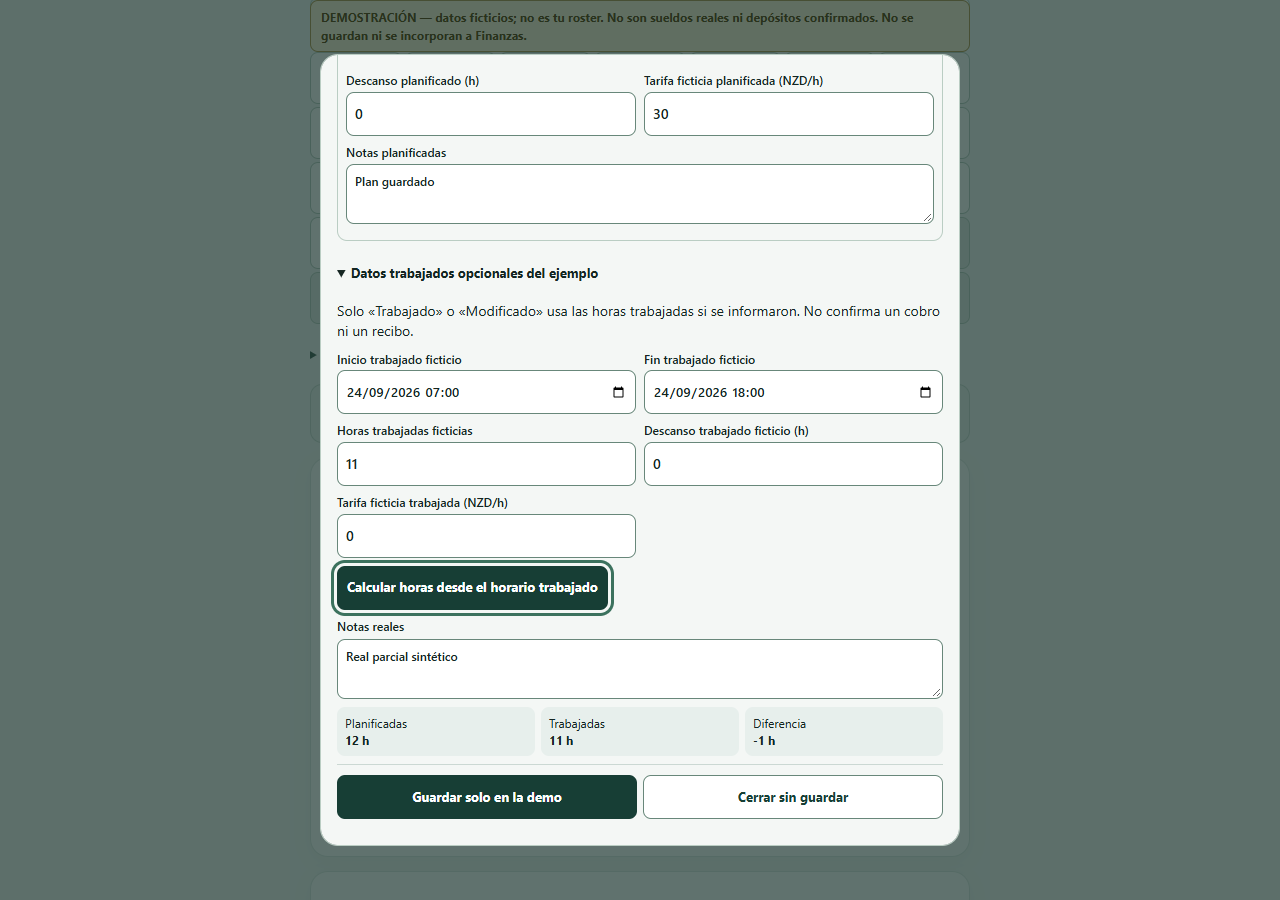 DEMOSTRACIÓN — datos ficticios; no es tu roster. No son sueldos reales ni depósitos confirmados. No se
guardan ni se incorporan a Finanzas.
Descanso planificado (h)
Tarifa ficticia planificada (NZD/h)
0
30
Notas planificadas
Plan guardado
▼ Datos trabajados opcionales del ejemplo
Solo «Trabajado» o «Modificado» usa las horas trabajadas si se informaron. No confirma un cobro
ni un recibo.
Inicio trabajado ficticio
Fin trabajado ficticio
24/09/2026 07:00
24/09/2026 18:00
Horas trabajadas ficticias
Descanso trabajado ficticio (h)
11
0
Tarifa ficticia trabajada (NZD/h)
0
Calcular horas desde el horario trabajado
Notas reales
Real parcial sintético
Planificadas
Trabajadas
Diferencia
12 h
11 h
-1 h
Guardar solo en la demo
Cerrar sin guardar